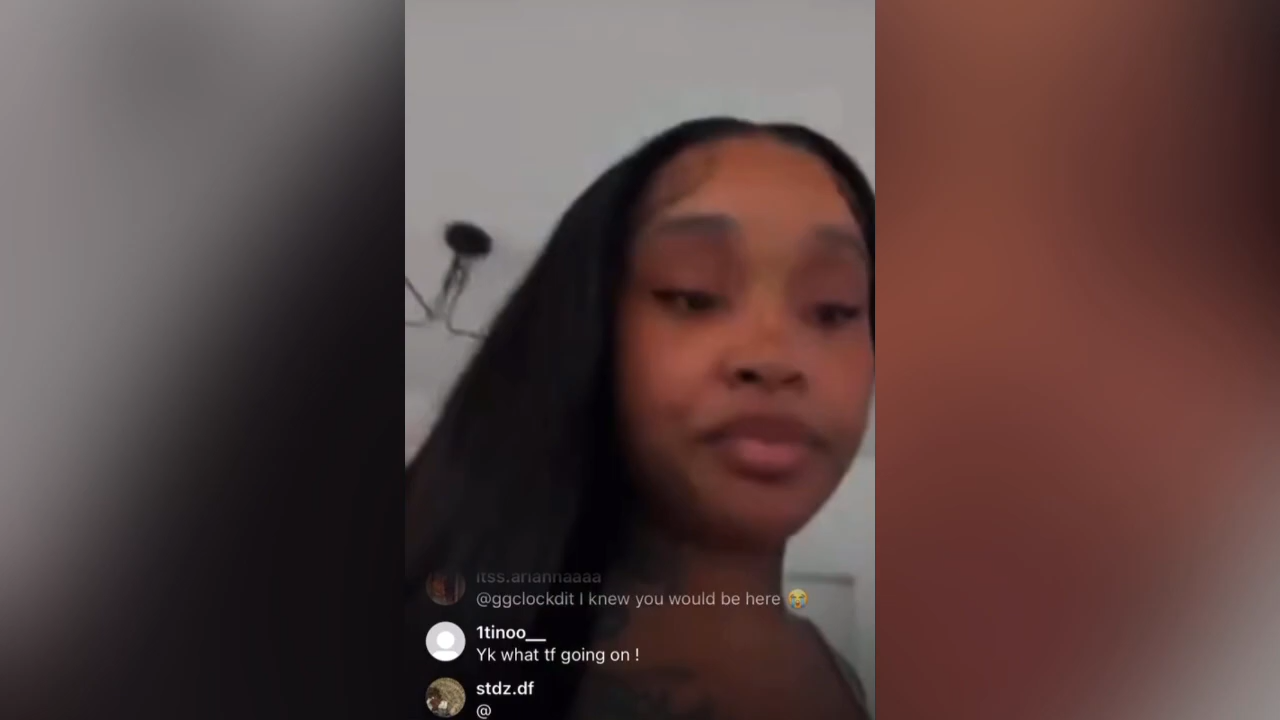 itss.ariannaaaa
@ggclockdit I knew you would be here 😭
1tinoo__
Yk what tf going on !
stdz.df
@